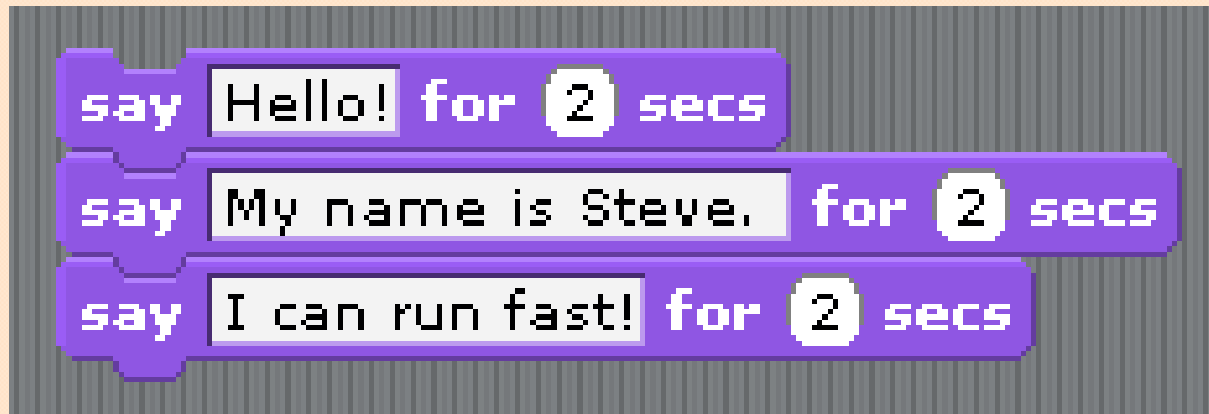 say Hello! for 2 secs
say My name is Steve. for 2 secs
say I can run fast! for 2 secs